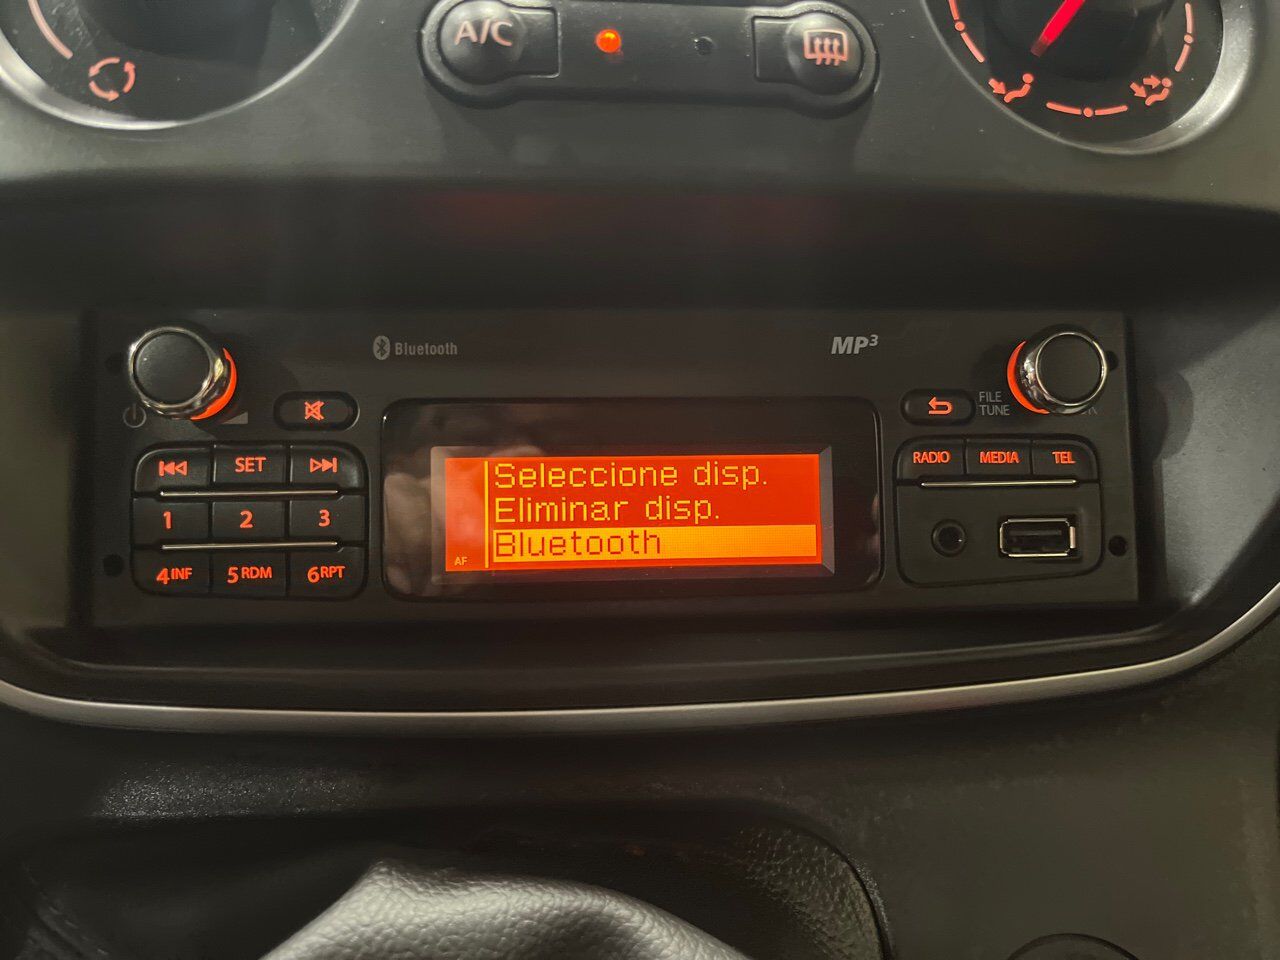 A/C
Bluetooth
MP3
FILE
TUNE
SET
RADIO
MEDIA
TEL
1
2
3
4INF
5RDM
6RPT
Seleccione disp.
Eliminar disp.
Bluetooth
AF